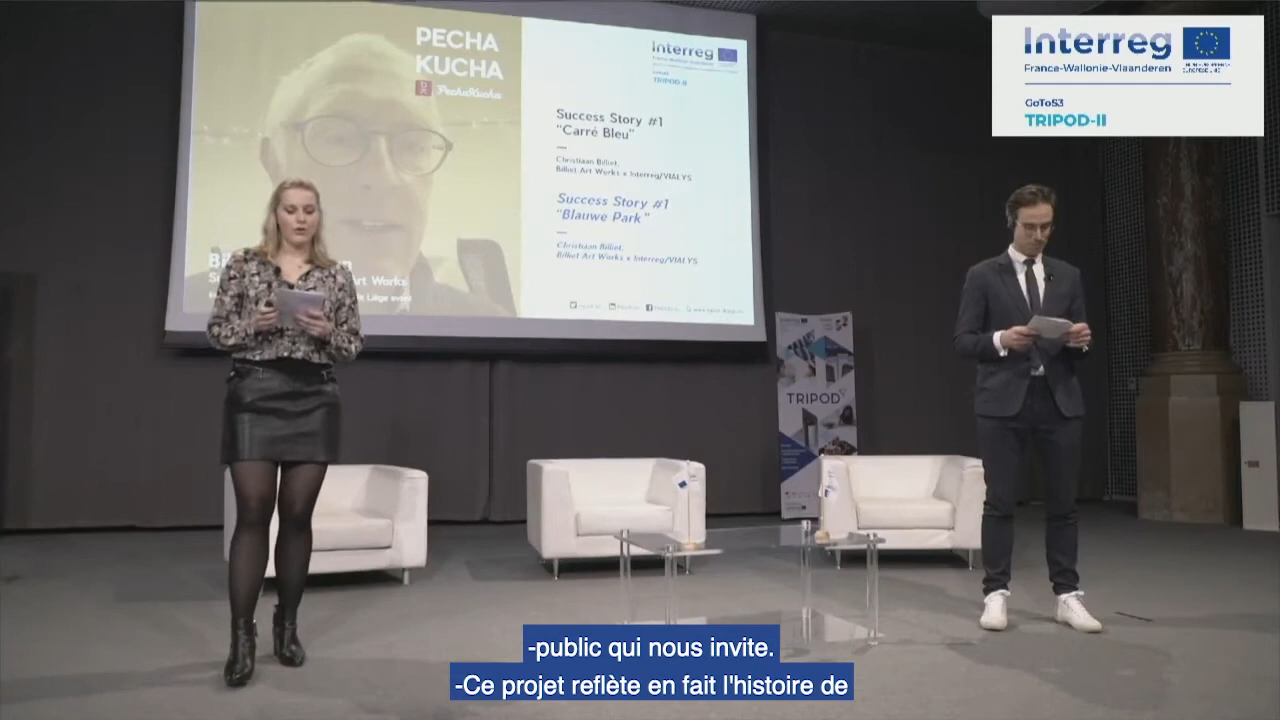 PECHA
KUCHA
PechaKucha
Interreg
TRIPOD-II
Success Story #1
"Carré Bleu"
Christiaan Billiet,
Billiet Art Works x Interreg/VIALYS
Success Story #1
"Blauwe Park"
Christiaan Billiet,
Billiet Art Works x Interreg/VIALYS
Art Works
Interreg
France-Wallonie-Vlaanderen
GoToS3
TRIPOD-II
TRIPOD
-public qui nous invite.
-Ce projet reflète en fait l'histoire de